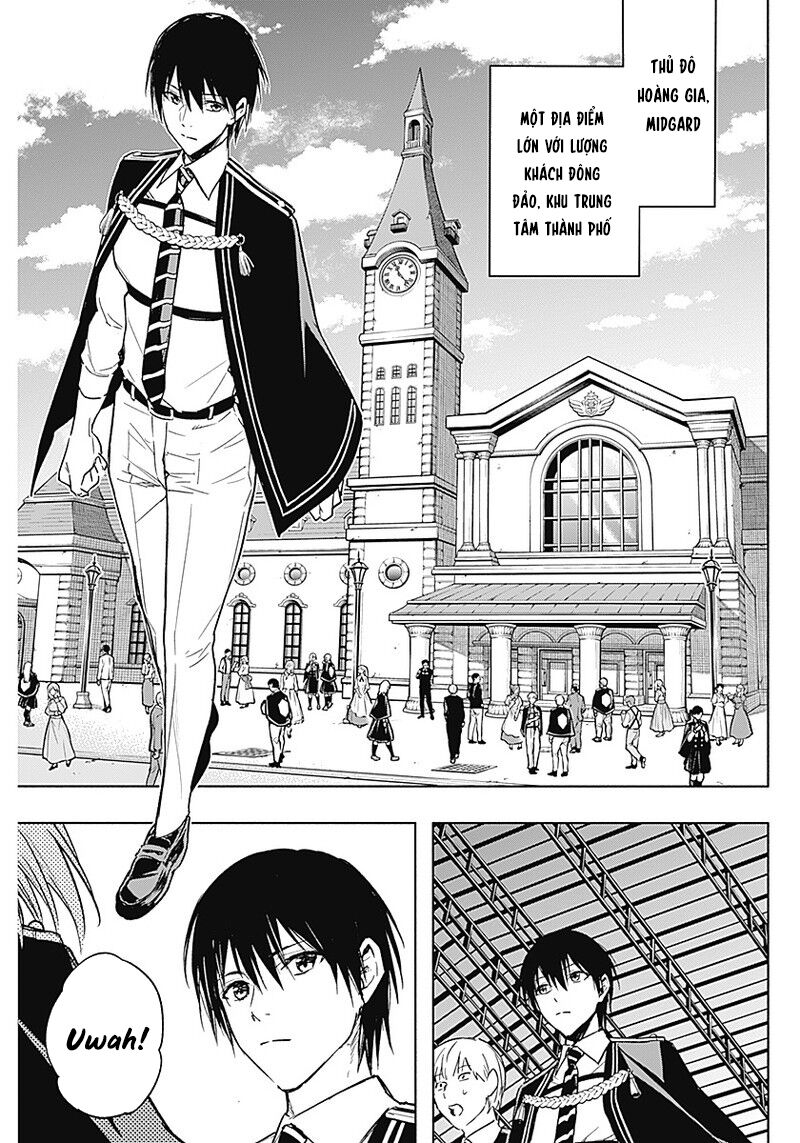 THỦ ĐÔ
HOÀNG GIA,
MIDGARD
MỘT ĐỊA ĐIỂM
LỚN VỚI LƯỢNG
KHÁCH ĐÔNG
ĐẢO, KHU TRUNG
TÂM THÀNH PHỐ
Uwah!